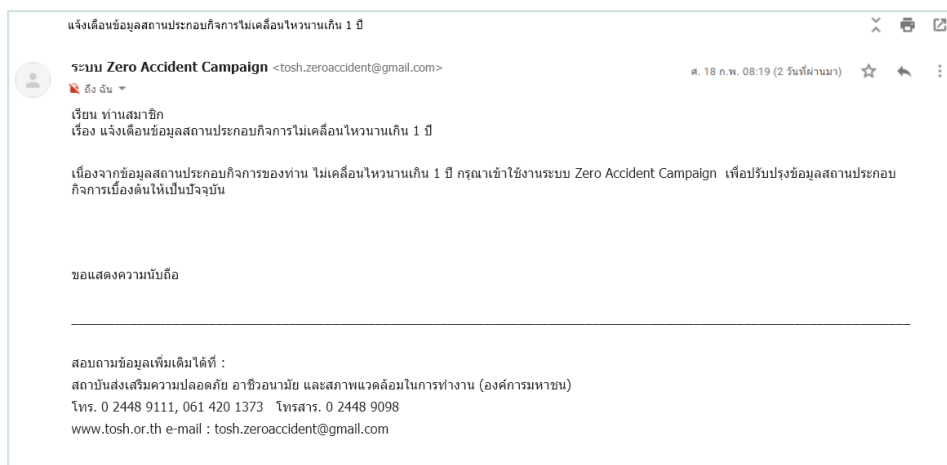 แจ้งเตือนข้อมูลสถานประกอบกิจการไม่เคลื่อนไหวนานเกิน 1 ปี
ระบบ Zero Accident Campaign <tosh.zeroaccident@gmail.com>
ศ. 18 ก.พ. 08:19 (2 วันที่ผ่านมา)
ถึง ฉัน
เรียน ท่านสมาชิก
เรื่อง แจ้งเตือนข้อมูลสถานประกอบกิจการไม่เคลื่อนไหวนานเกิน 1 ปี
เนื่องจากข้อมูลสถานประกอบกิจการของท่าน ไม่เคลื่อนไหวนานเกิน 1 ปี กรุณาเข้าใช้งานระบบ Zero Accident Campaign เพื่อปรับปรุงข้อมูลสถานประกอบ
กิจการเบื้องต้นให้เป็นปัจจุบัน
ขอแสดงความนับถือ
สอบถามข้อมูลเพิ่มเติมได้ที่ :
สถาบันส่งเสริมความปลอดภัย อาชีวอนามัย และสภาพแวดล้อมในการทำงาน (องค์การมหาชน)
โทร. 0 2448 9111, 061 420 1373 โทรสาร. 0 2448 9098
www.tosh.or.th e-mail : tosh.zeroaccident@gmail.com